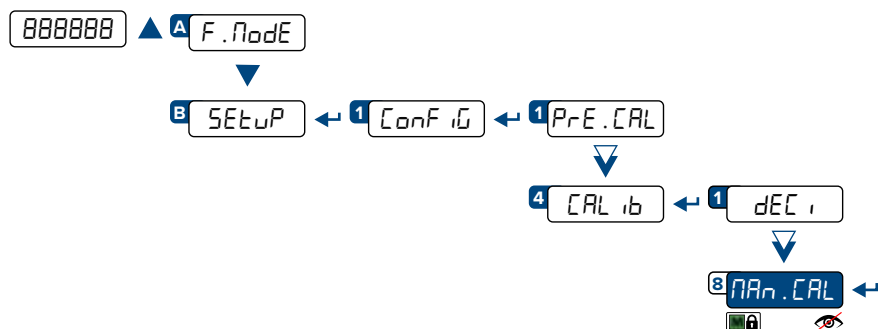 888888 A F.ModE
B SEtuP 1 ConFiG 1 PrE.CAL
4 CALib 1 dECi
8 MAn.CAL
M